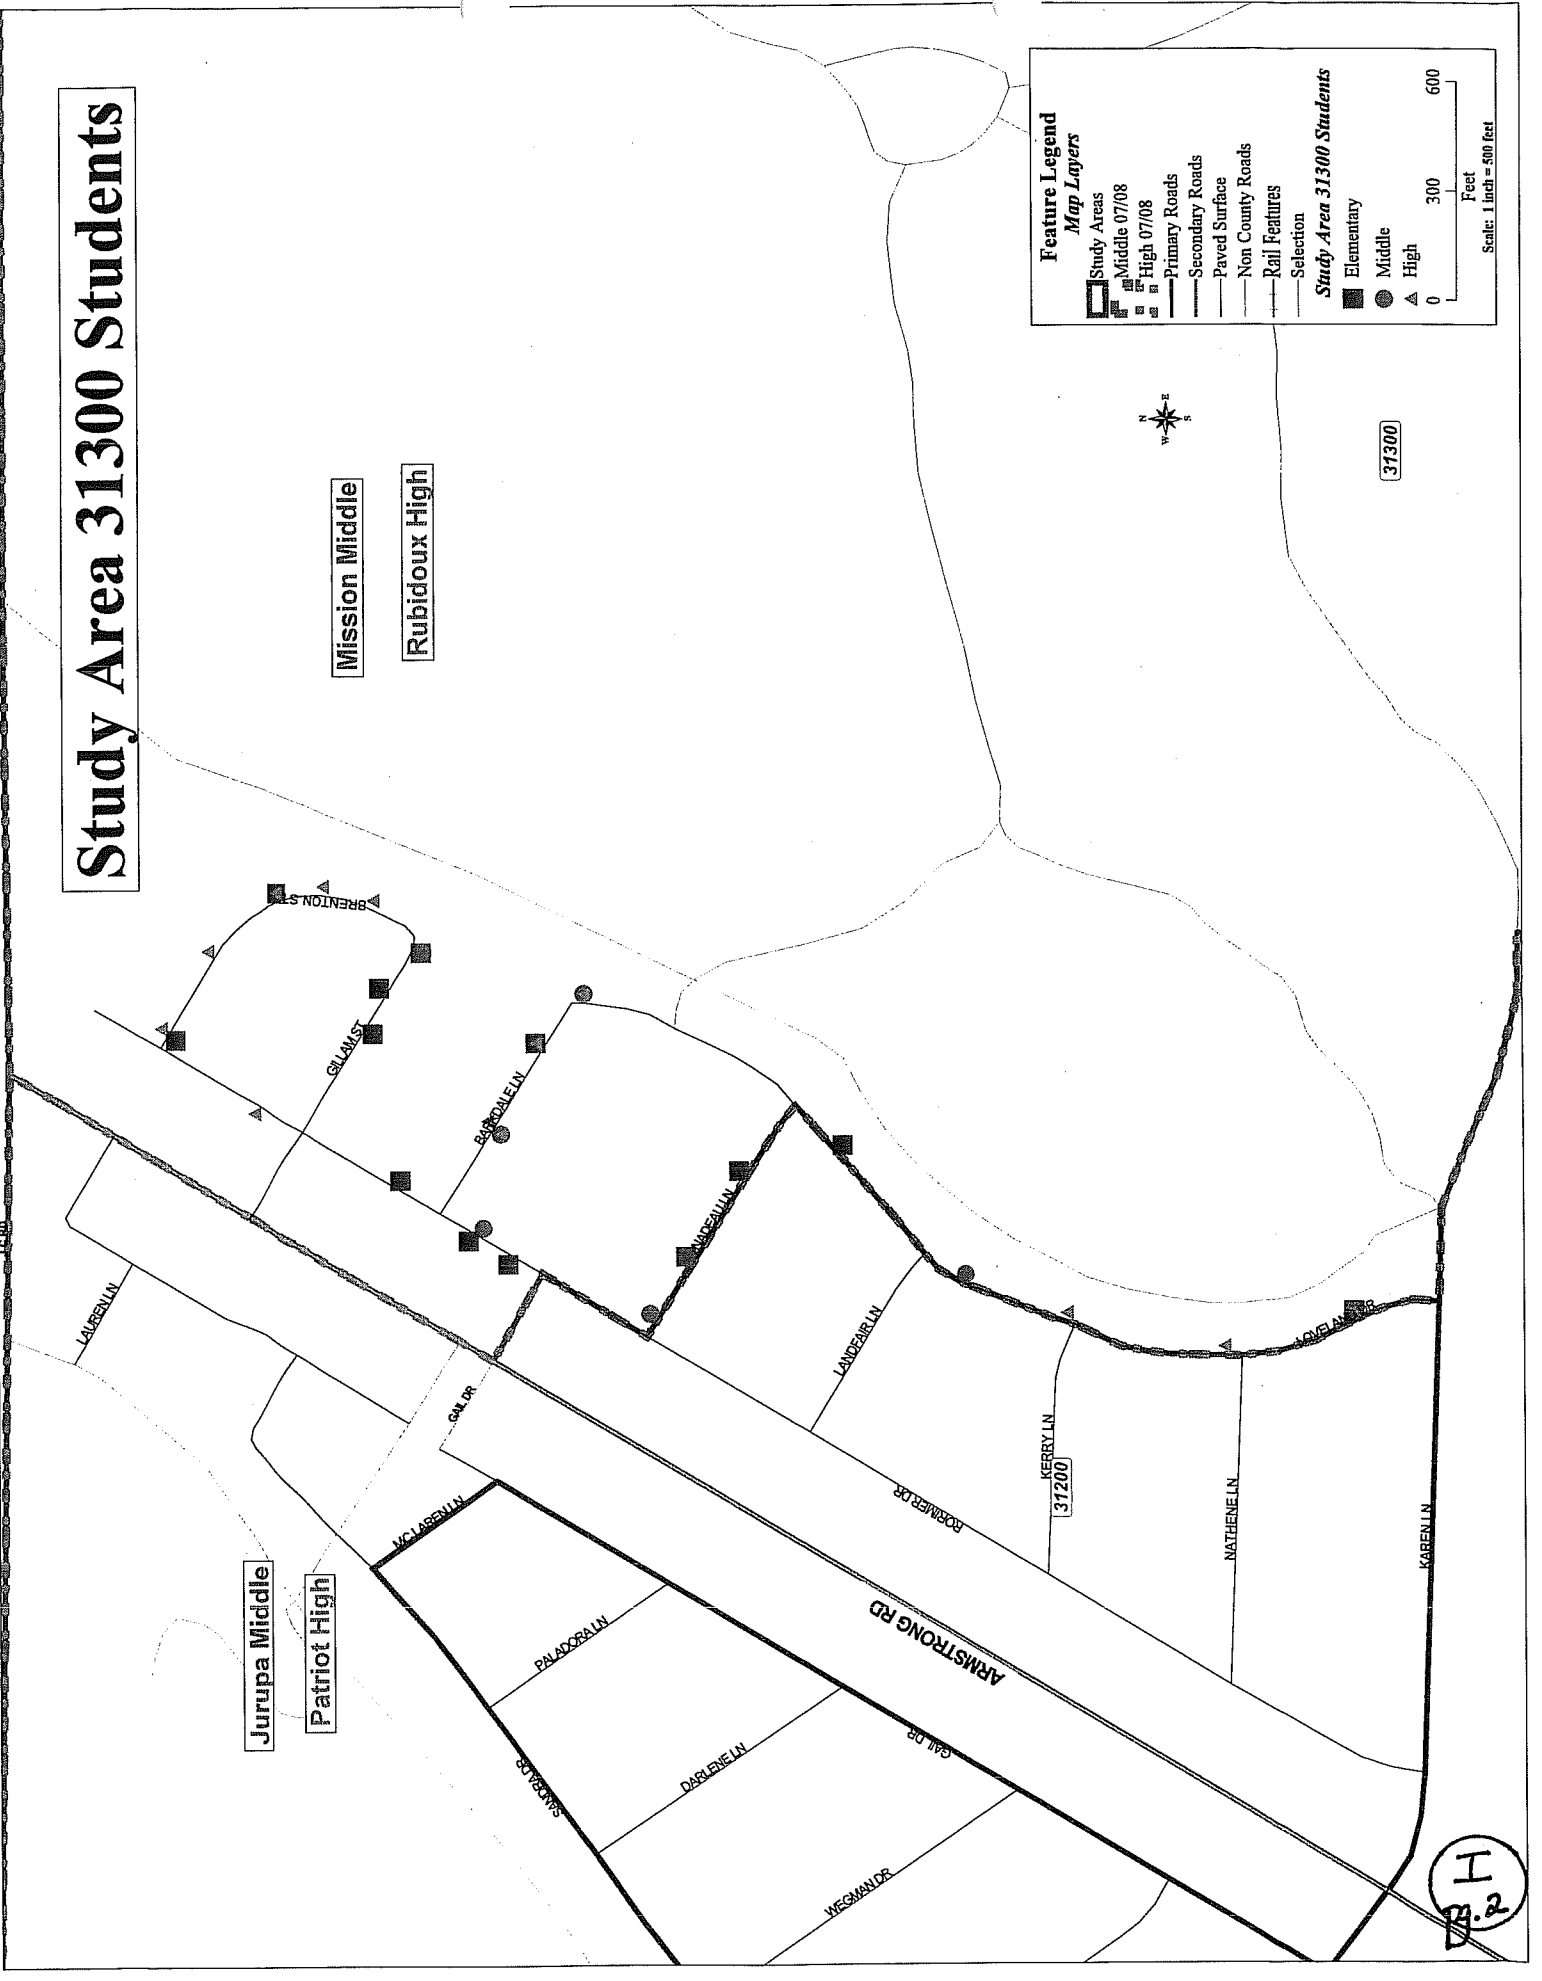 Study Area 31300 Students
Mission Middle
Rubidoux High
Jurupa Middle
Patriot High
BRENTON ST
GILLAM ST
BARKDALE LN
NADEAU LN
LAUREN LN
GAIL DR
MC LAREN LN
LANDFAIR LN
LOVELAND DR
KERRY LN
31200
RORIMER DR
NATHENE LN
KAREN LN
ARMSTRONG RD
PALADORA LN
SANDRA DR
DARLENE LN
GAIL DR
WEGMAN DR
31300
N
W E
S
Feature Legend
Map Layers
Study Areas
Middle 07/08
High 07/08
Primary Roads
Secondary Roads
Paved Surface
Non County Roads
Rail Features
Selection
Study Area 31300 Students
Elementary
Middle
High
0 300 600
Feet
Scale: 1 inch = 500 feet
I
pg.2